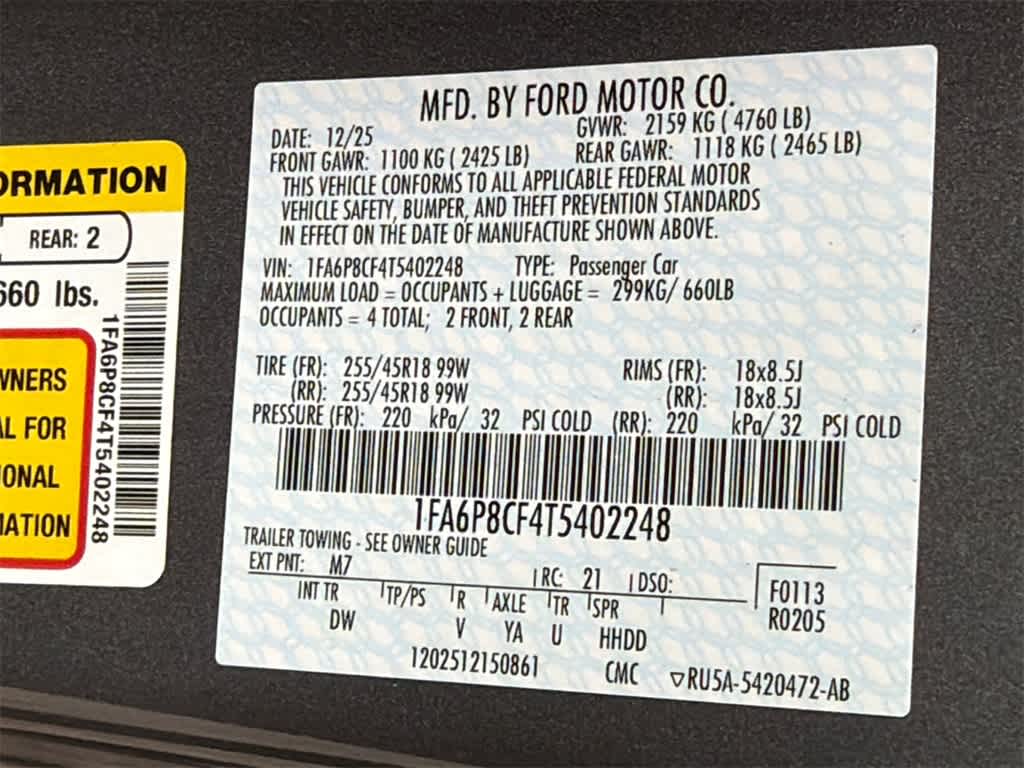 ORMATION
REAR: 2
660 lbs.
WNERS
AL FOR
IONAL
MATION
1FA6P8CF4T5402248
MFD. BY FORD MOTOR CO.
DATE: 12/25 GVWR: 2159 KG ( 4760 LB)
FRONT GAWR: 1100 KG ( 2425 LB) REAR GAWR: 1118 KG ( 2465 LB)
THIS VEHICLE CONFORMS TO ALL APPLICABLE FEDERAL MOTOR
VEHICLE SAFETY, BUMPER, AND THEFT PREVENTION STANDARDS
IN EFFECT ON THE DATE OF MANUFACTURE SHOWN ABOVE.
VIN: 1FA6P8CF4T5402248 TYPE: Passenger Car
MAXIMUM LOAD = OCCUPANTS + LUGGAGE = 299KG/ 660LB
OCCUPANTS = 4 TOTAL; 2 FRONT, 2 REAR
TIRE (FR): 255/45R18 99W RIMS (FR): 18x8.5J
(RR): 255/45R18 99W (RR): 18x8.5J
PRESSURE (FR): 220 kPa/ 32 PSI COLD (RR): 220 kPa/ 32 PSI COLD
1FA6P8CF4T5402248
TRAILER TOWING - SEE OWNER GUIDE
EXT PNT: M7 RC: 21 DSO: F0113
INT TR TP/PS R AXLE TR SPR R0205
DW V YA U HHDD
1202512150861 CMC ▽RU5A-5420472-AB